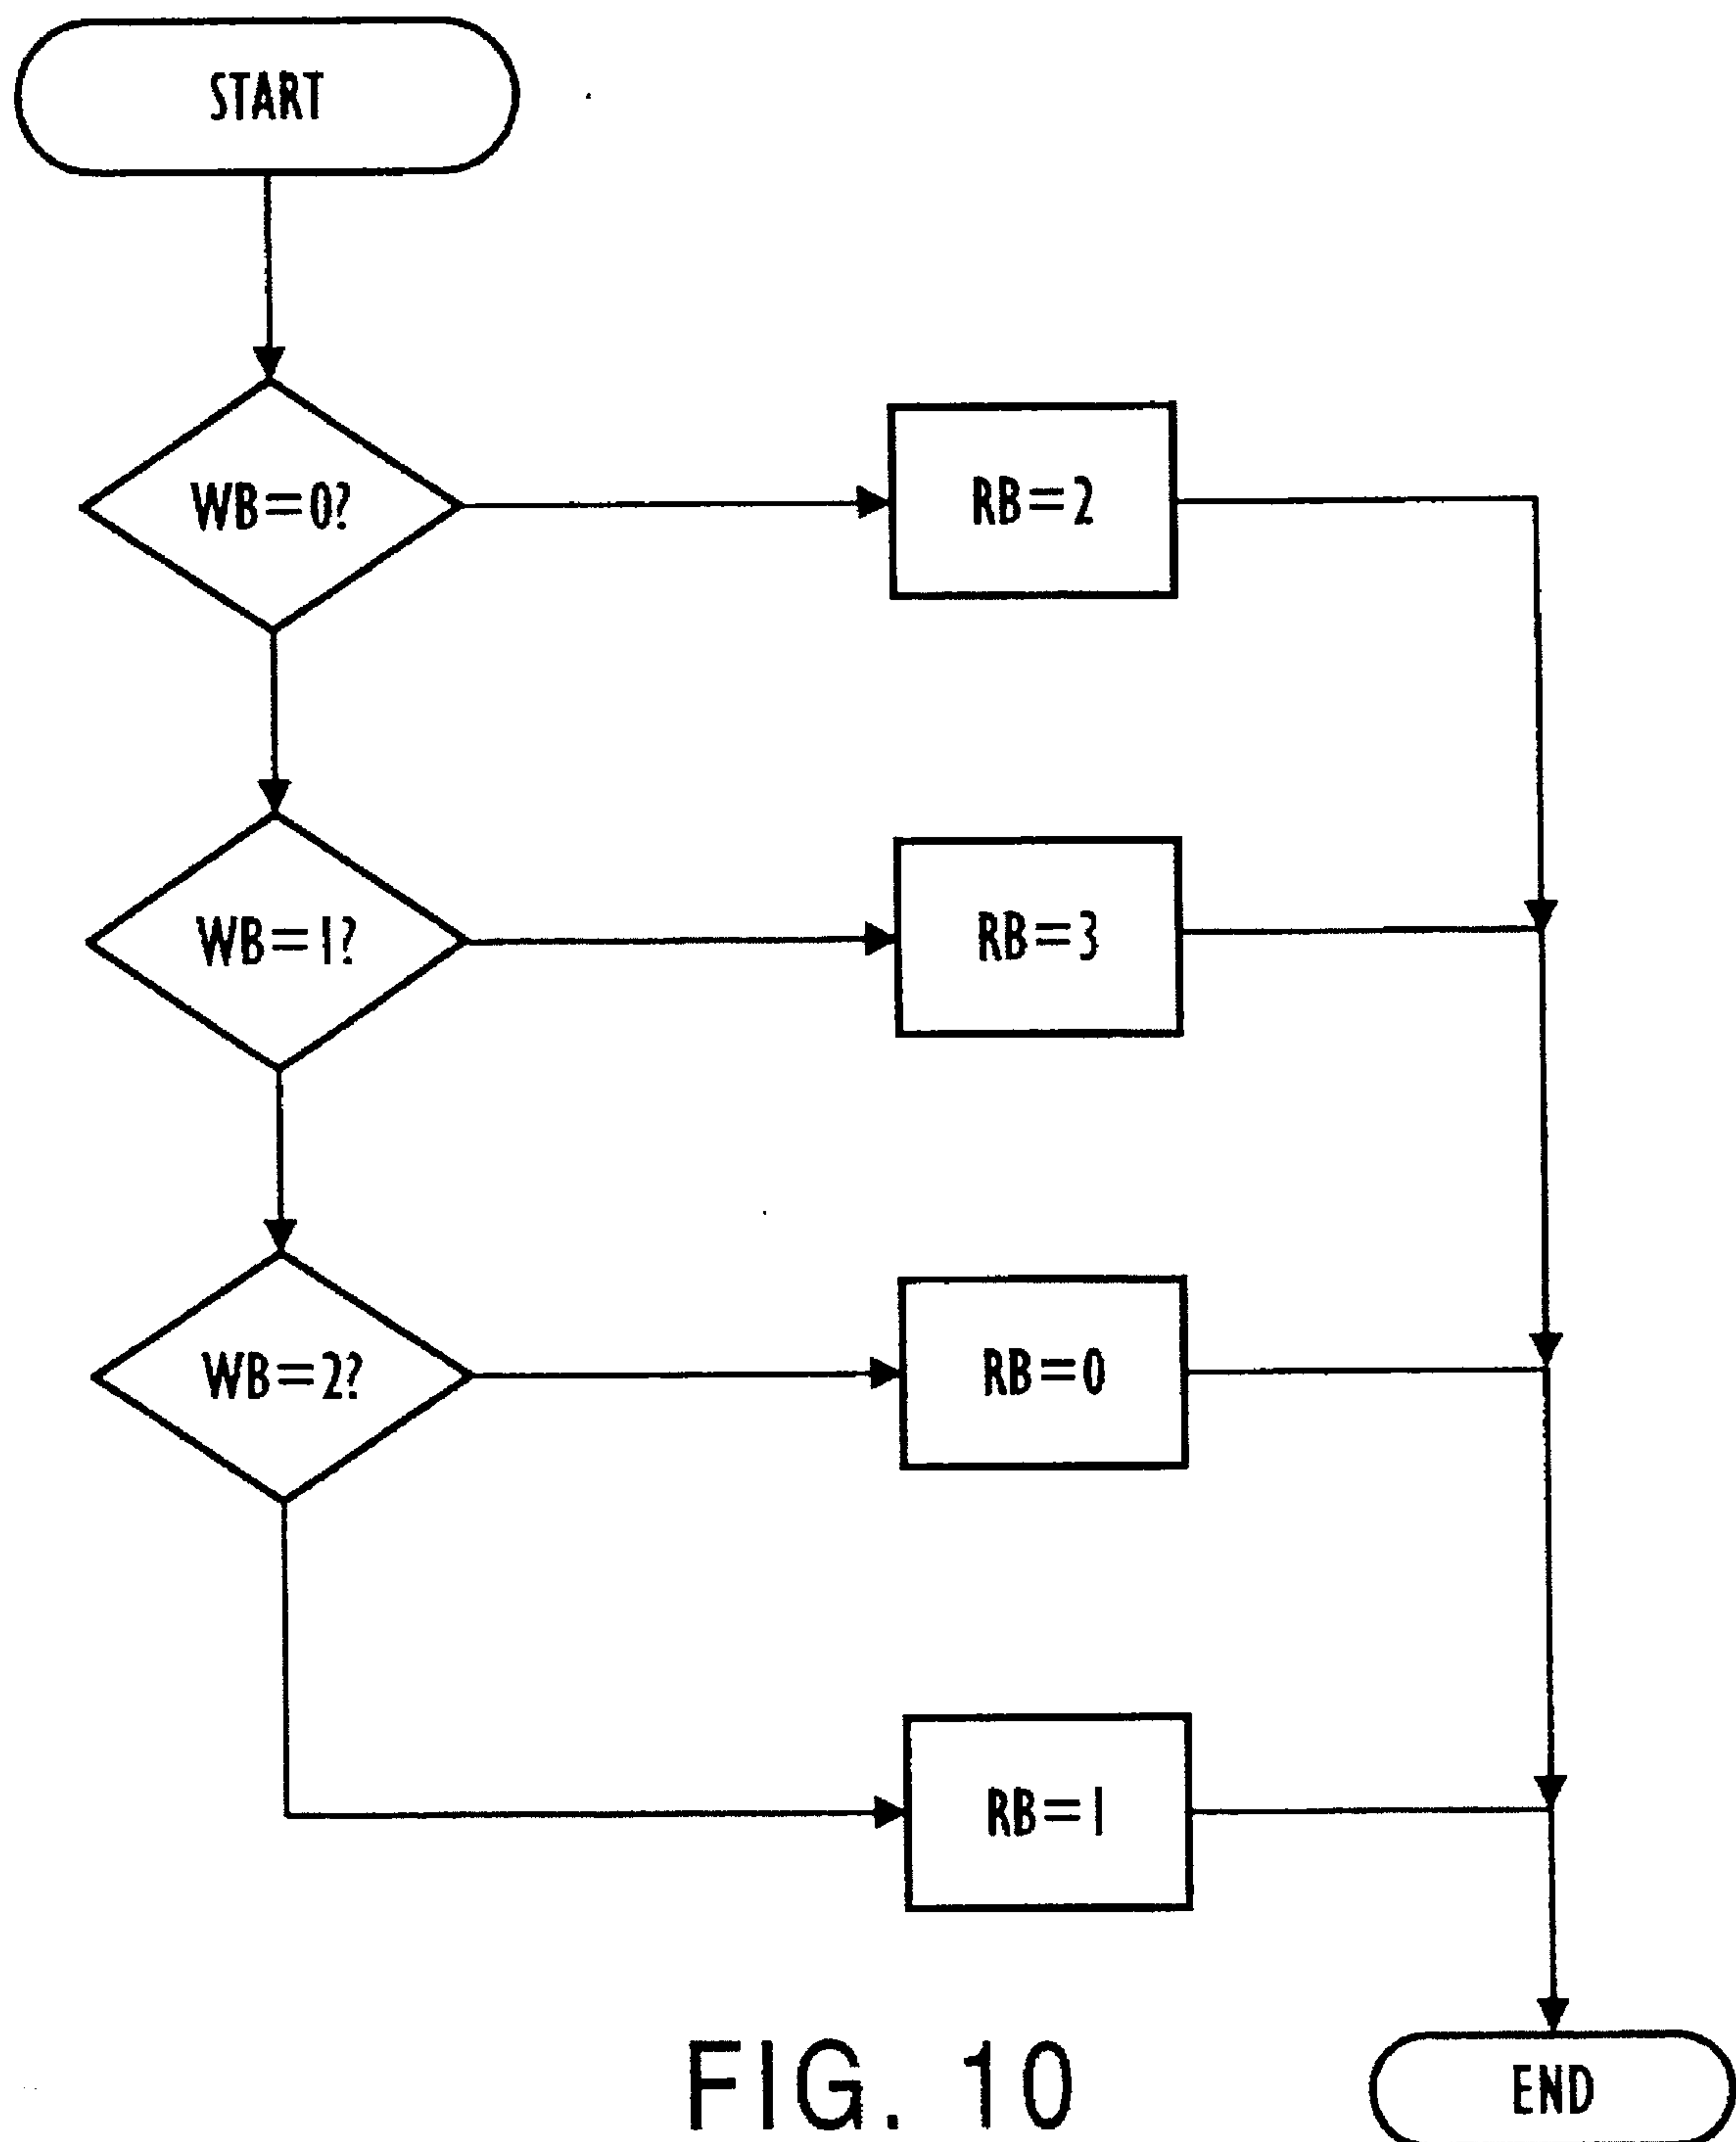 START
WB=0?
RB=2
WB=1?
RB=3
WB=2?
RB=0
RB=1
FIG. 10
END